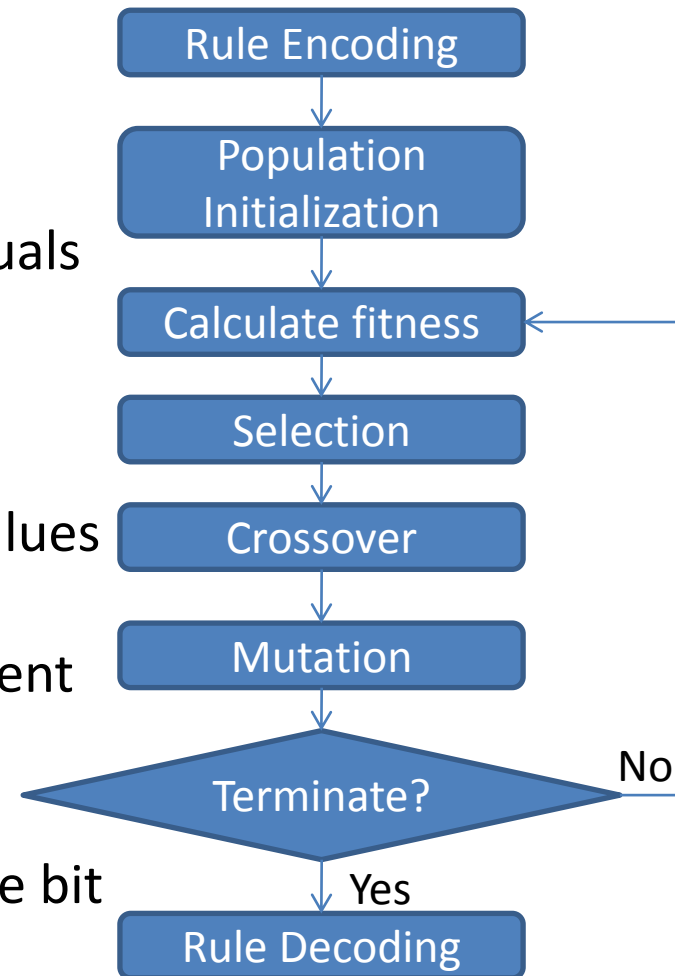 Rule Encoding
Population
Initialization
uals
Calculate fitness
Selection
lues
Crossover
Mutation
ent
No
Terminate?
e bit
Yes
Rule Decoding